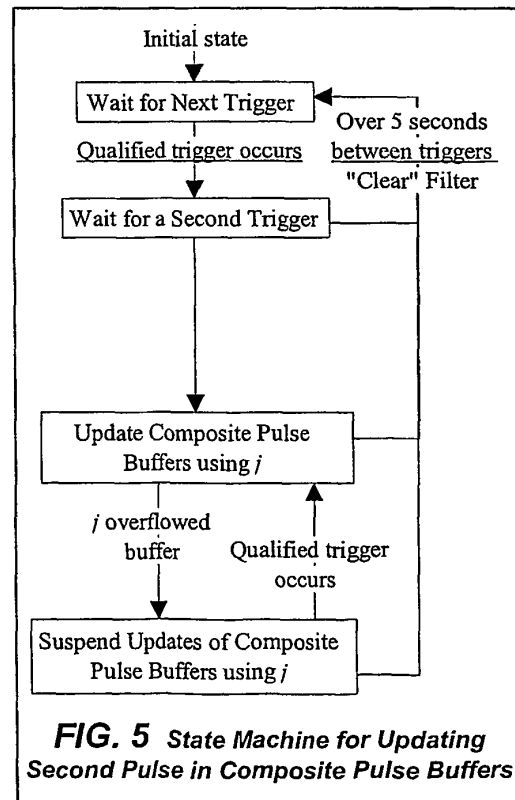 Initial state
Wait for Next Trigger
Over 5 seconds
between triggers
"Clear" Filter
Qualified trigger occurs
Wait for a Second Trigger
Update Composite Pulse
Buffers using j
j overflowed
buffer
Qualified trigger
occurs
Suspend Updates of Composite
Pulse Buffers using j
FIG. 5 State Machine for Updating
Second Pulse in Composite Pulse Buffers